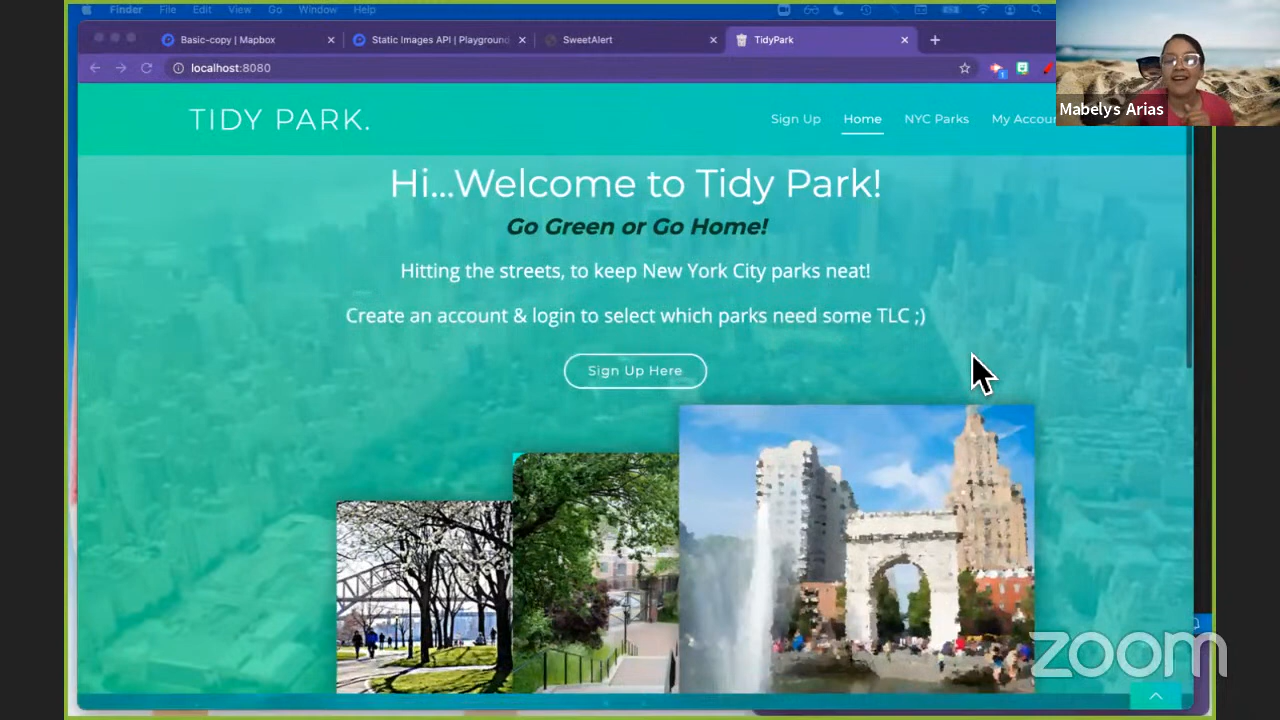 Finder File Edit View Go Window Help
Basic-copy | Mapbox
Static Images API | Playground
SweetAlert
TidyPark
localhost:8080
Mabelys Arias
TIDY PARK.
Sign Up Home NYC Parks My Accou
Hi...Welcome to Tidy Park!
Go Green or Go Home!
Hitting the streets, to keep New York City parks neat!
Create an account & login to select which parks need some TLC ;)
Sign Up Here
zoom